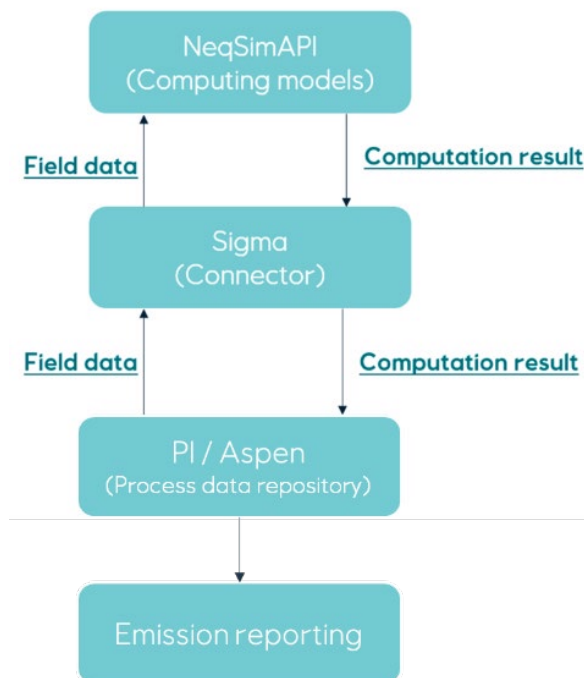 NeqSimAPI
(Computing models)
Field data
Computation result
Sigma
(Connector)
Field data
Computation result
PI / Aspen
(Process data repository)
Emission reporting